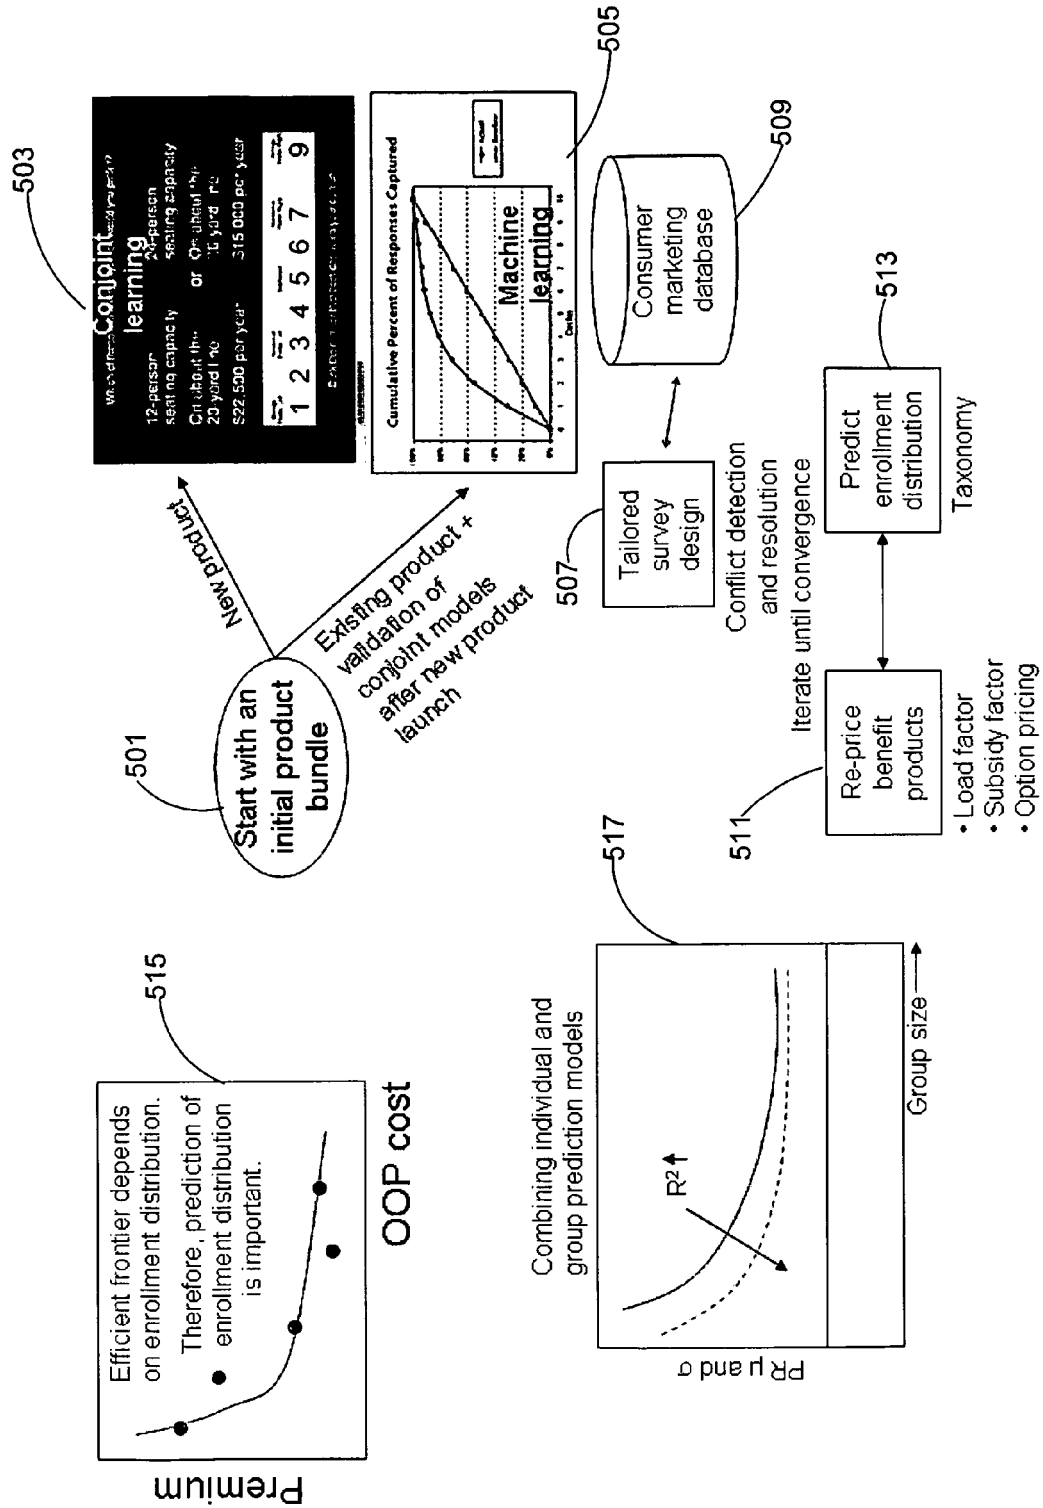 515
Efficient frontier depends
on enrollment distribution.
Therefore, prediction of
enrollment distribution
is important.
Premium
OOP cost
501
Start with an
initial product
bundle
New product
Existing product +
validation of
conjoint models
after new product
launch
503
Conjoint
learning
12-person
seating capacity
20-yard line
$22,500 per year
or
seating capacity
1 2 3 4 5 6 7 9
505
Cumulative Percent of Responses Captured
Machine
learning
507
Tailored
survey
design
509
Consumer
marketing
database
Conflict detection
and resolution
Iterate until convergence
511
Re-price
benefit
products
• Load factor
• Subsidy factor
• Option pricing
513
Predict
enrollment
distribution
Taxonomy
Combining individual and
group prediction models
517
R²
PR μ and σ
Group size